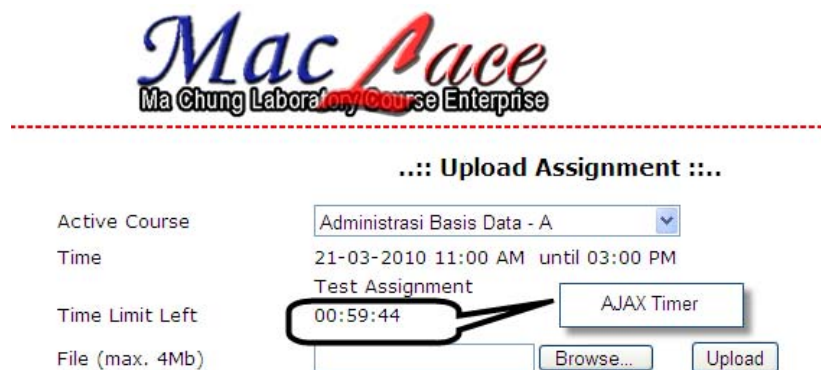 Mac Lace
Ma Chung Laboratory Course Enterprise
..:: Upload Assignment ::..
Active Course Administrasi Basis Data - A
Time 21-03-2010 11:00 AM until 03:00 PM
Test Assignment
Time Limit Left 00:59:44 AJAX Timer
File (max. 4Mb) Browse... Upload